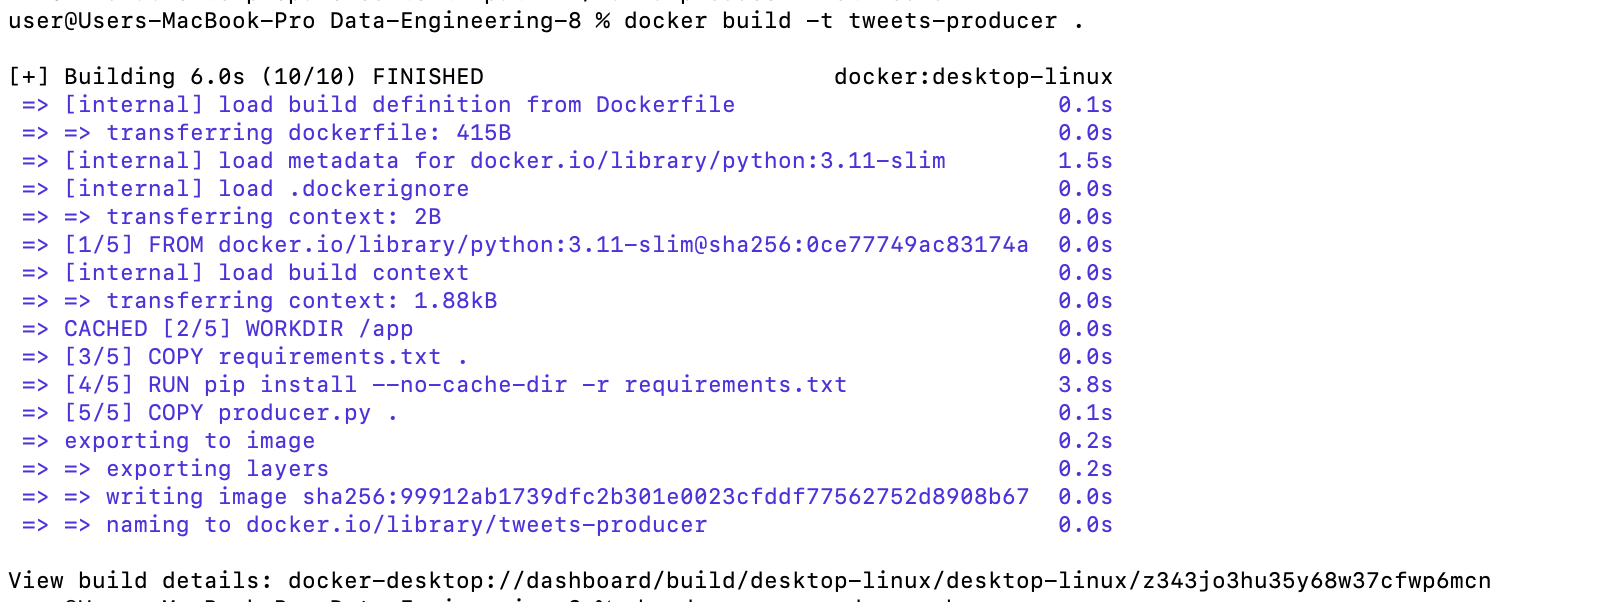 user@Users-MacBook-Pro Data-Engineering-8 % docker build -t tweets-producer .
[+] Building 6.0s (10/10) FINISHED docker:desktop-linux
=> [internal] load build definition from Dockerfile 0.1s
=> => transferring dockerfile: 415B 0.0s
=> [internal] load metadata for docker.io/library/python:3.11-slim 1.5s
=> [internal] load .dockerignore 0.0s
=> => transferring context: 2B 0.0s
=> [1/5] FROM docker.io/library/python:3.11-slim@sha256:0ce77749ac83174a 0.0s
=> [internal] load build context 0.0s
=> => transferring context: 1.88kB 0.0s
=> CACHED [2/5] WORKDIR /app 0.0s
=> [3/5] COPY requirements.txt . 0.0s
=> [4/5] RUN pip install --no-cache-dir -r requirements.txt 3.8s
=> [5/5] COPY producer.py . 0.1s
=> exporting to image 0.2s
=> => exporting layers 0.2s
=> => writing image sha256:99912ab1739dfc2b301e0023cfddf77562752d8908b67 0.0s
=> => naming to docker.io/library/tweets-producer 0.0s
View build details: docker-desktop://dashboard/build/desktop-linux/desktop-linux/z343jo3hu35y68w37cfwp6mcn